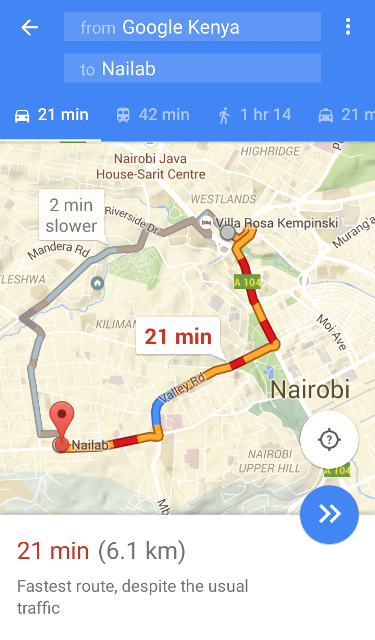 from Google Kenya
to Nailab
21 min
42 min
1 hr 14
21 m
HIGHRIDGE
Nairobi Java
House-Sarit Centre
WESTLANDS
2 min
slower
Riverside Dr
Villa Rosa Kempinski
Mandera Rd
Murang'a
A 104
ELESHWA
KILIMAN
21 min
Moi Ave
Valley Rd
Nairobi
Nailab
NAIROBI
UPPER HILL
A 104
Mb
21 min (6.1 km)
Fastest route, despite the usual
traffic